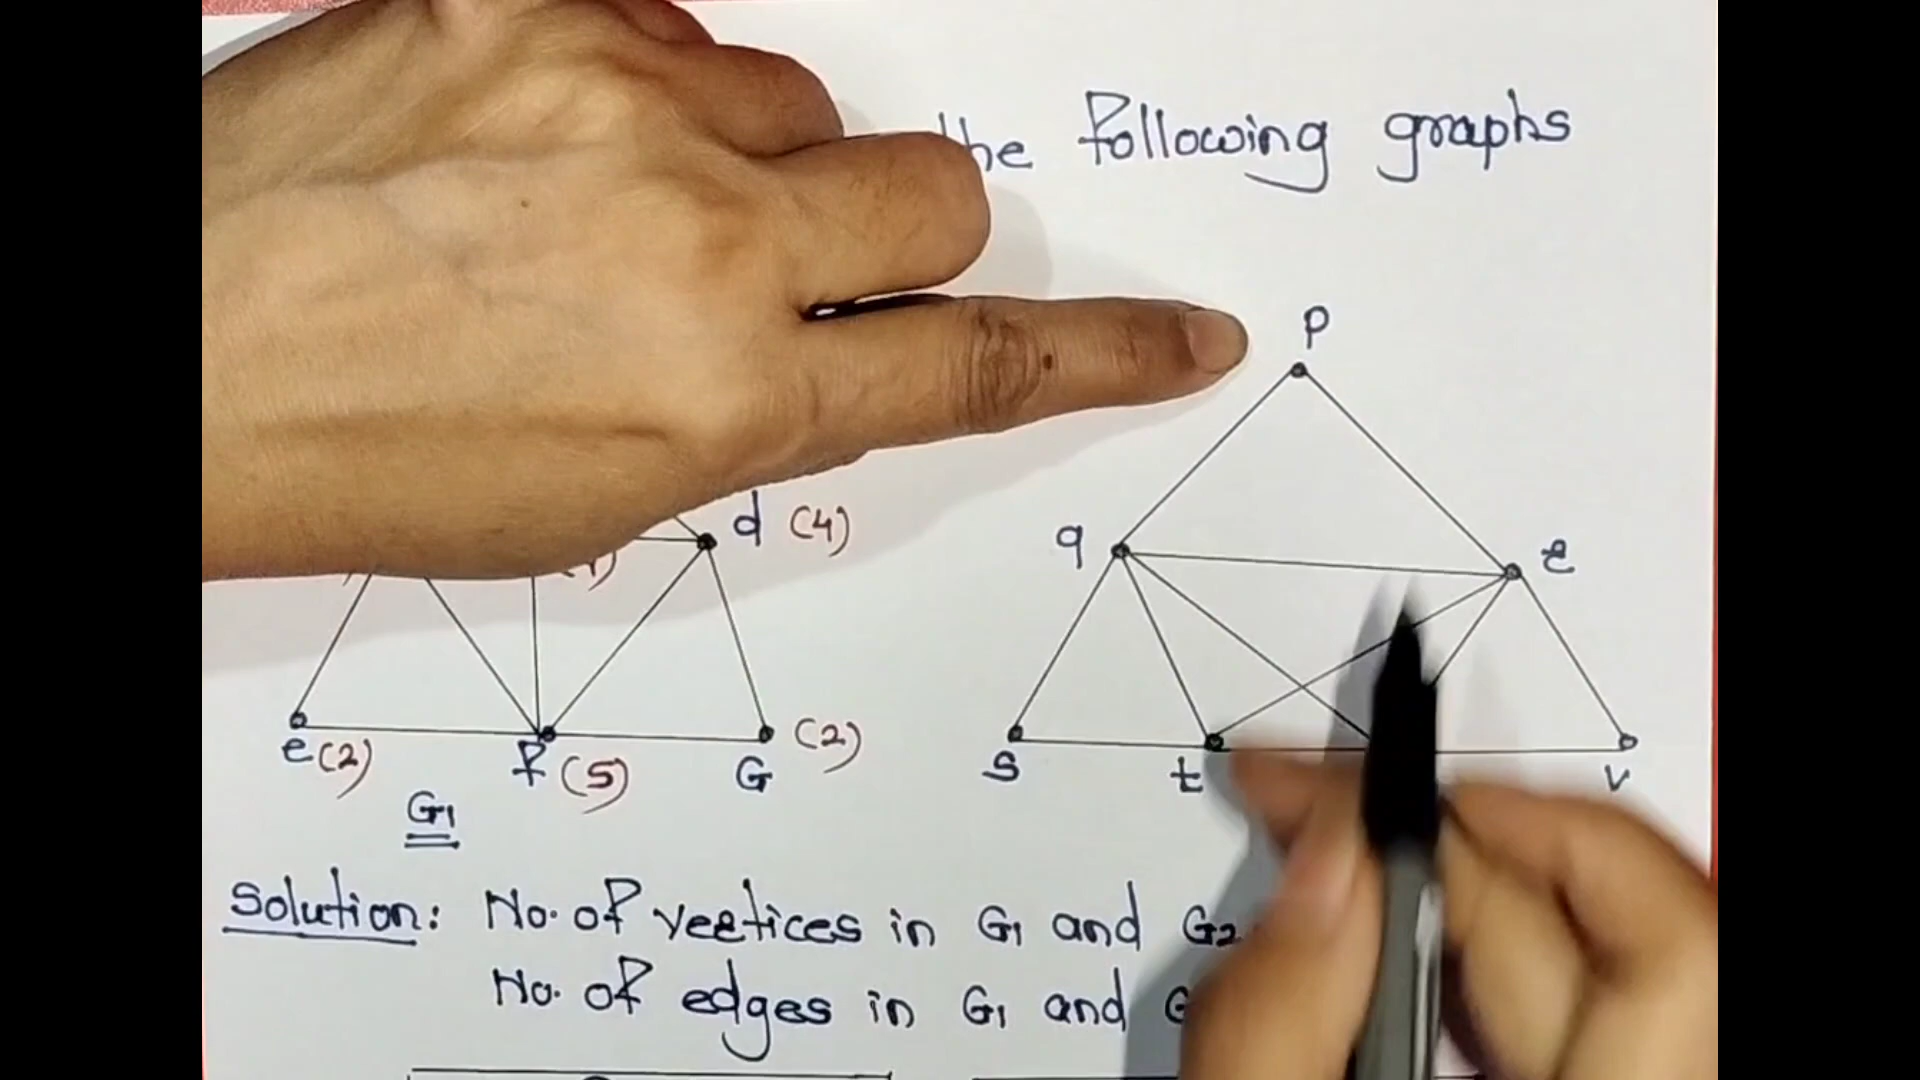 the following graphs
p
d (4)
q
r
e (2)
f (5)
G (2)
s
t
v
G1
Solution: No. of vertices in G1 and G2
No. of edges in G1 and G